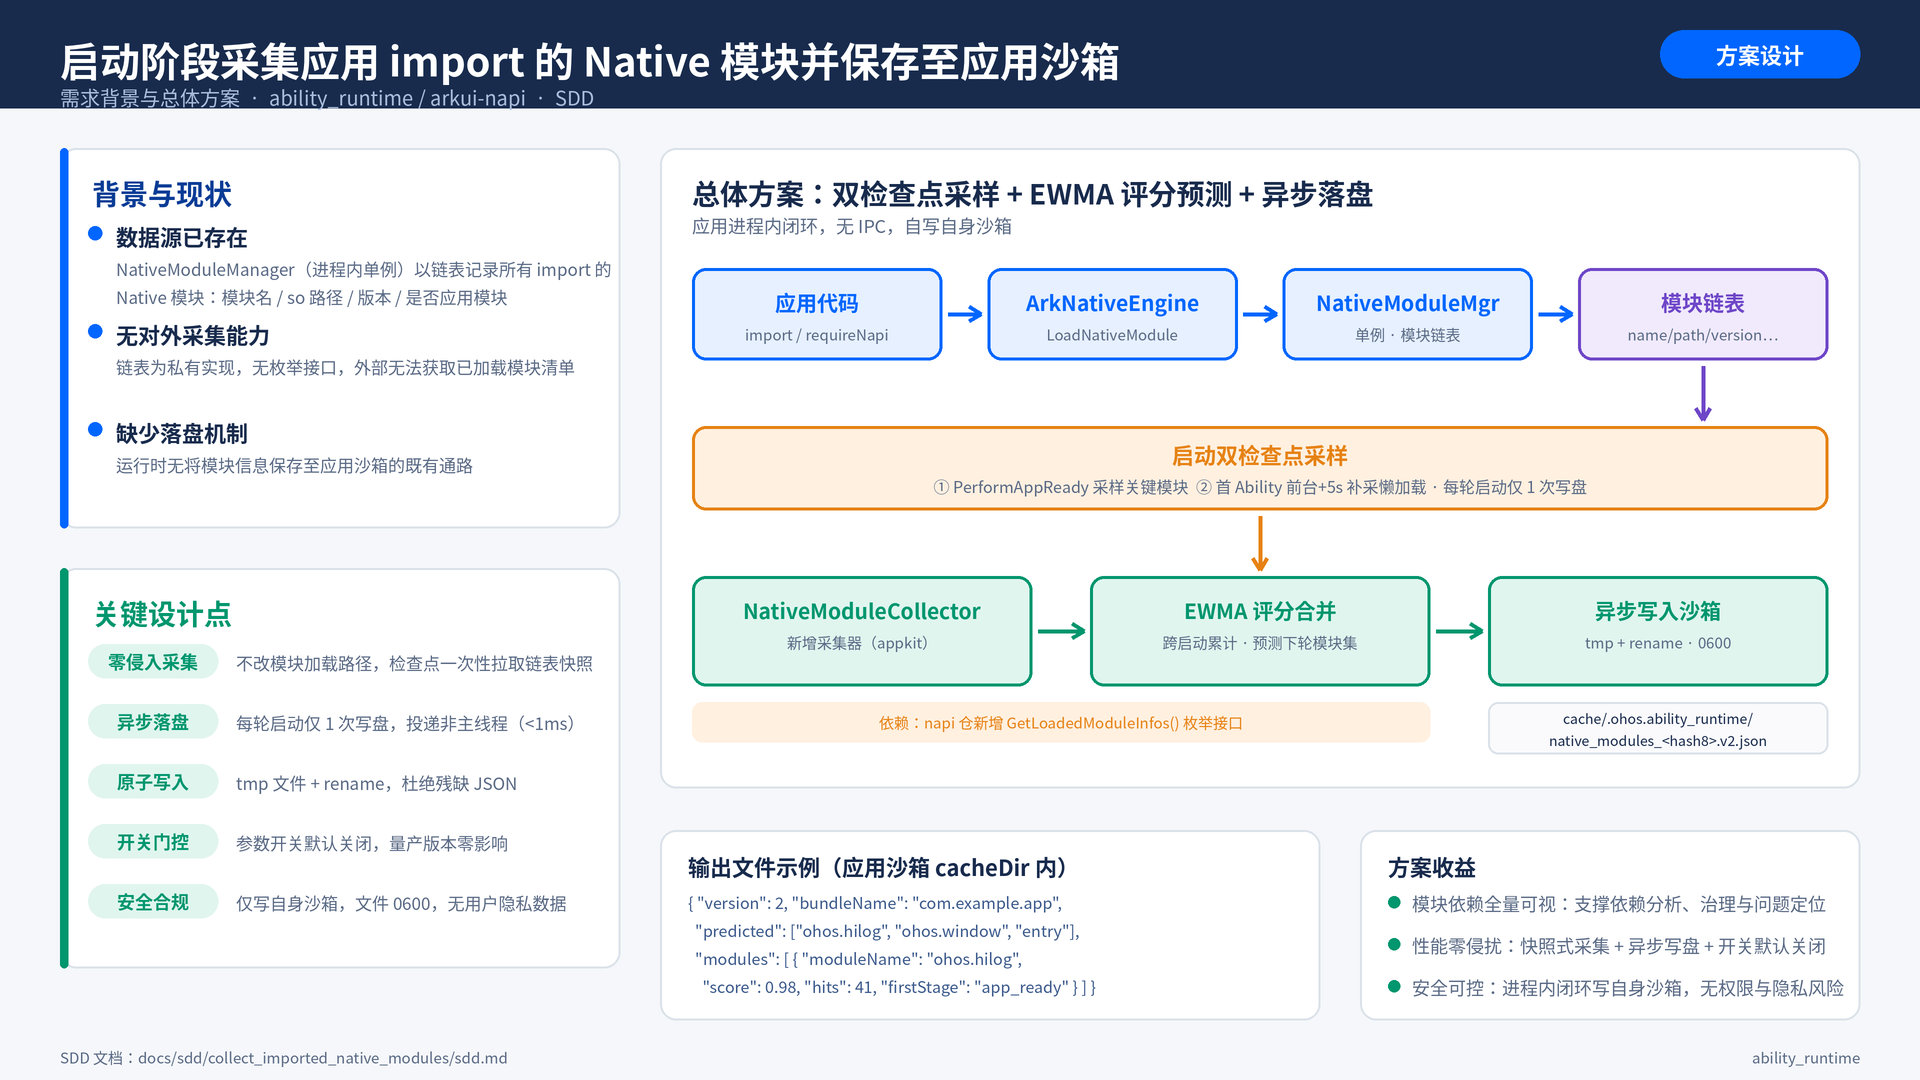 启动阶段采集应用 import 的 Native 模块并保存至应用沙箱
需求背景与总体方案 · ability_runtime / arkui-napi · SDD
方案设计
背景与现状
数据源已存在
NativeModuleManager（进程内单例）以链表记录所有 import 的
Native 模块：模块名 / so 路径 / 版本 / 是否应用模块
无对外采集能力
链表为私有实现，无枚举接口，外部无法获取已加载模块清单
缺少落盘机制
运行时无将模块信息保存至应用沙箱的既有通路
关键设计点
零侵入采集
不改模块加载路径，检查点一次性拉取链表快照
异步落盘
每轮启动仅 1 次写盘，投递非主线程（<1ms）
原子写入
tmp 文件 + rename，杜绝残缺 JSON
开关门控
参数开关默认关闭，量产版本零影响
安全合规
仅写自身沙箱，文件 0600，无用户隐私数据
总体方案：双检查点采样 + EWMA 评分预测 + 异步落盘
应用进程内闭环，无 IPC，自写自身沙箱
应用代码
import / requireNapi
ArkNativeEngine
LoadNativeModule
NativeModuleMgr
单例 · 模块链表
模块链表
name/path/version…
启动双检查点采样
① PerformAppReady 采样关键模块 ② 首 Ability 前台+5s 补采懒加载 · 每轮启动仅 1 次写盘
NativeModuleCollector
新增采集器（appkit）
EWMA 评分合并
跨启动累计 · 预测下轮模块集
异步写入沙箱
tmp + rename · 0600
依赖：napi 仓新增 GetLoadedModuleInfos() 枚举接口
cache/.ohos.ability_runtime/
native_modules_<hash8>.v2.json
输出文件示例（应用沙箱 cacheDir 内）
{ "version": 2, "bundleName": "com.example.app",
"predicted": ["ohos.hilog", "ohos.window", "entry"],
"modules": [ { "moduleName": "ohos.hilog",
"score": 0.98, "hits": 41, "firstStage": "app_ready" } ] }
方案收益
模块依赖全量可视：支撑依赖分析、治理与问题定位
性能零侵扰：快照式采集 + 异步写盘 + 开关默认关闭
安全可控：进程内闭环写自身沙箱，无权限与隐私风险
SDD 文档：docs/sdd/collect_imported_native_modules/sdd.md
ability_runtime